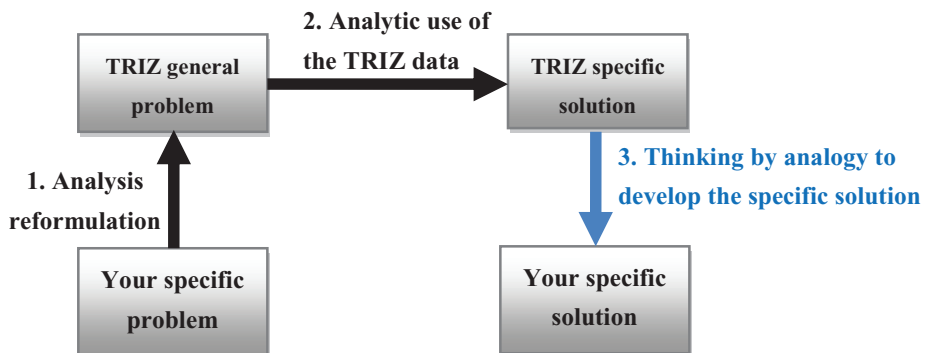 2. Analytic use of
the TRIZ data
TRIZ general
problem
TRIZ specific
solution
1. Analysis
reformulation
3. Thinking by analogy to
develop the specific solution
Your specific
problem
Your specific
solution